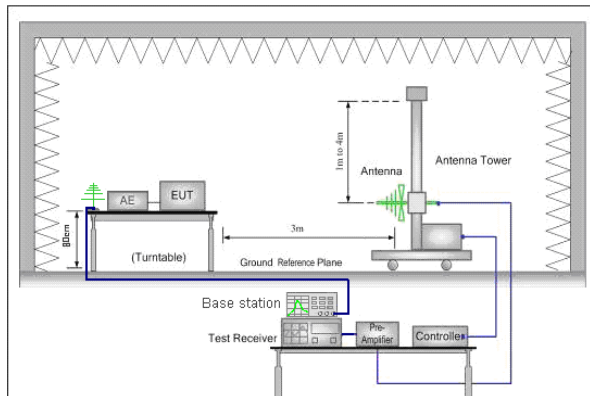 1m to 4m
Antenna
Antenna Tower
AE
EUT
80cm
3m
(Turntable)
Ground Reference Plane
Base station
Test Receiver
Pre-
Amplifier
Controller